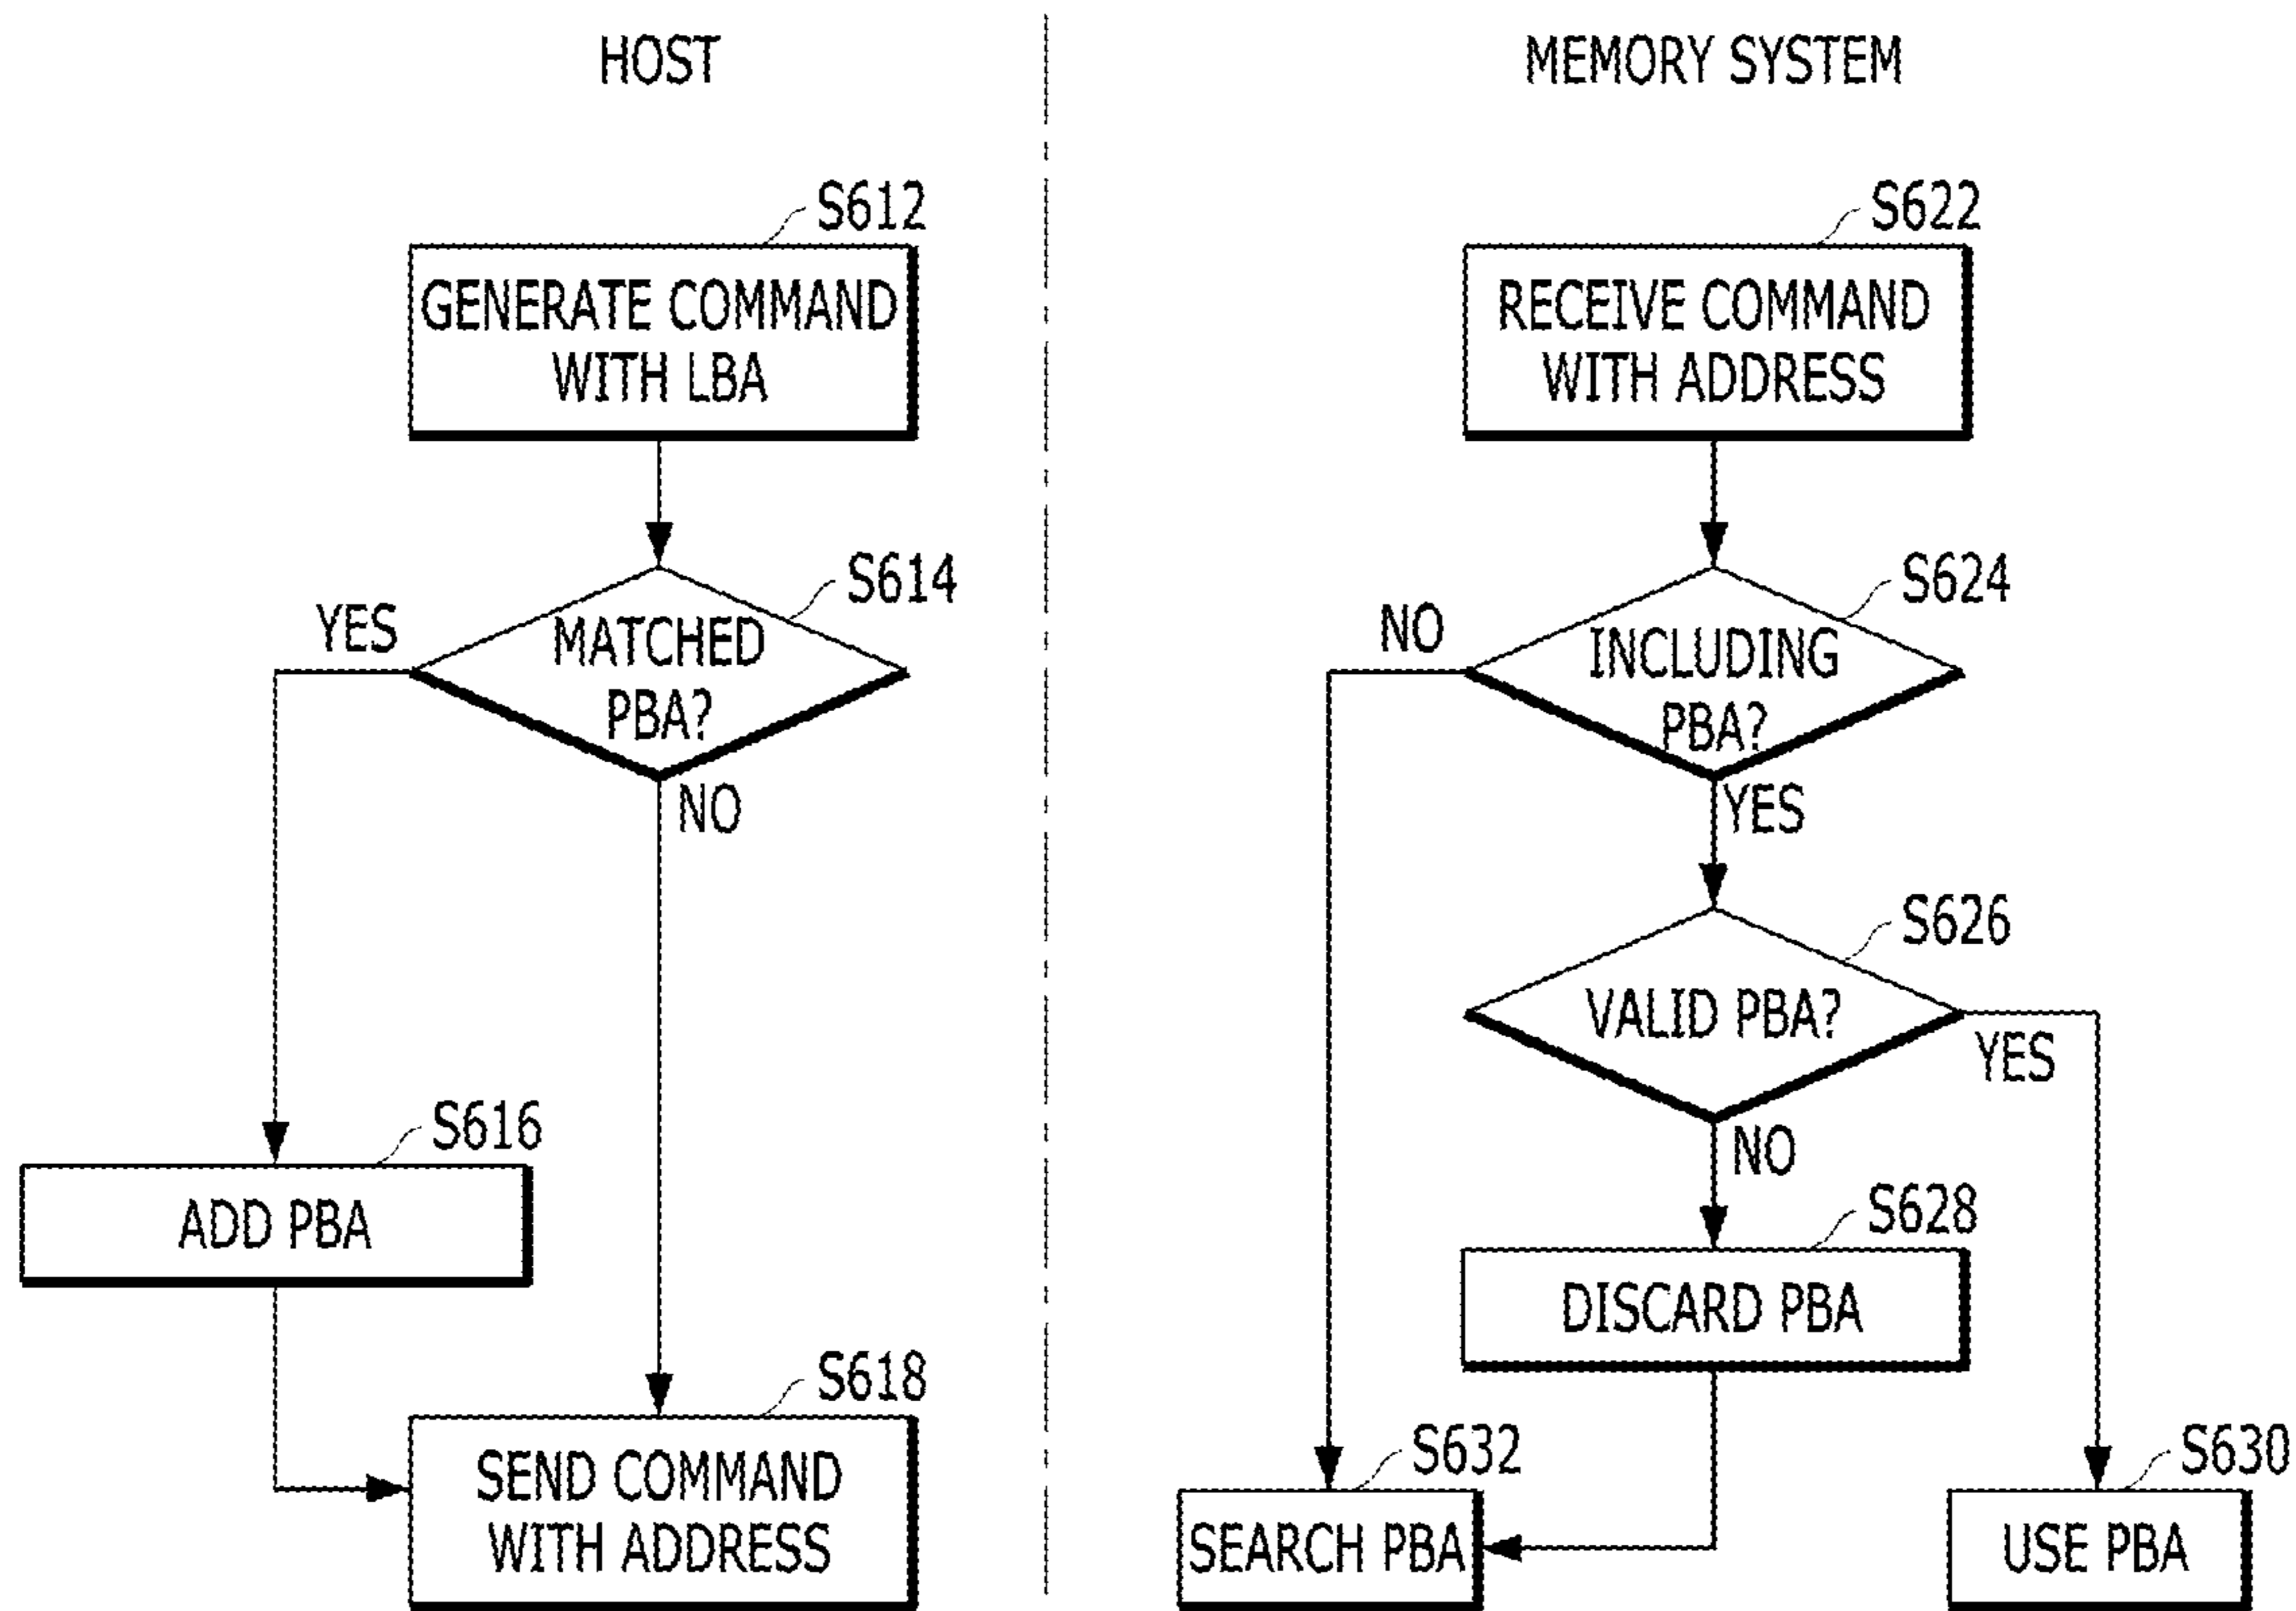 HOST
S612
GENERATE COMMAND
WITH LBA
S614
YES
MATCHED
PBA?
NO
S616
ADD PBA
S618
SEND COMMAND
WITH ADDRESS
MEMORY SYSTEM
S622
RECEIVE COMMAND
WITH ADDRESS
S624
NO
INCLUDING
PBA?
YES
S626
VALID PBA?
YES
NO
S628
DISCARD PBA
S632
SEARCH PBA
S630
USE PBA